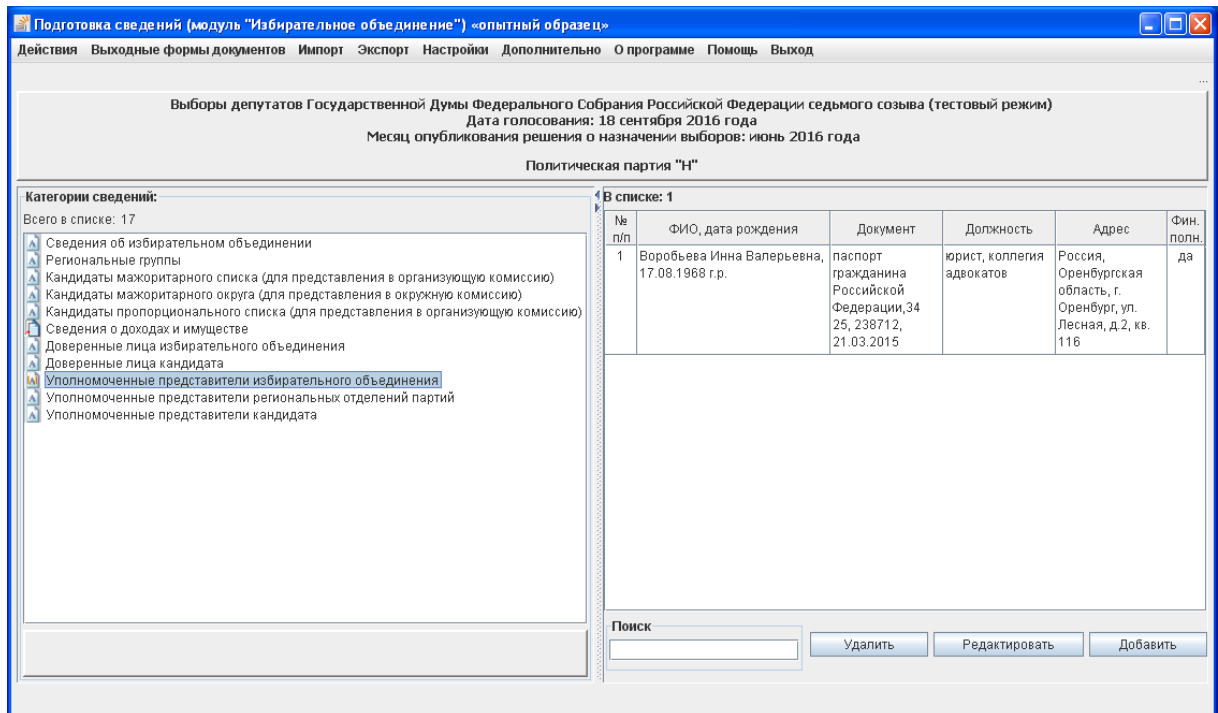 Подготовка сведений (модуль "Избирательное объединение") «опытный образец»
Действия Выходные формы документов Импорт Экспорт Настройки Дополнительно О программе Помощь Выход
...
Выборы депутатов Государственной Думы Федерального Собрания Российской Федерации седьмого созыва (тестовый режим)
Дата голосования: 18 сентября 2016 года
Месяц опубликования решения о назначении выборов: июнь 2016 года
Политическая партия "Н"
Категории сведений:
Всего в списке: 17
Сведения об избирательном объединении
Региональные группы
Кандидаты мажоритарного списка (для представления в организующую комиссию)
Кандидаты мажоритарного округа (для представления в окружную комиссию)
Кандидаты пропорционального списка (для представления в организующую комиссию)
Сведения о доходах и имуществе
Доверенные лица избирательного объединения
Доверенные лица кандидата
Уполномоченные представители избирательного объединения
Уполномоченные представители региональных отделений партий
Уполномоченные представители кандидата
В списке: 1
№ п/п ФИО, дата рождения Документ Должность Адрес Фин. полн.
1 Воробьева Инна Валерьевна, паспорт юрист, коллегия Россия, да
17.08.1968 г.р. гражданина адвокатов Оренбургская
Российской область, г.
Федерации,34 Оренбург, ул.
25, 238712, Лесная, д.2, кв.
21.03.2015 116
Поиск
Удалить Редактировать Добавить